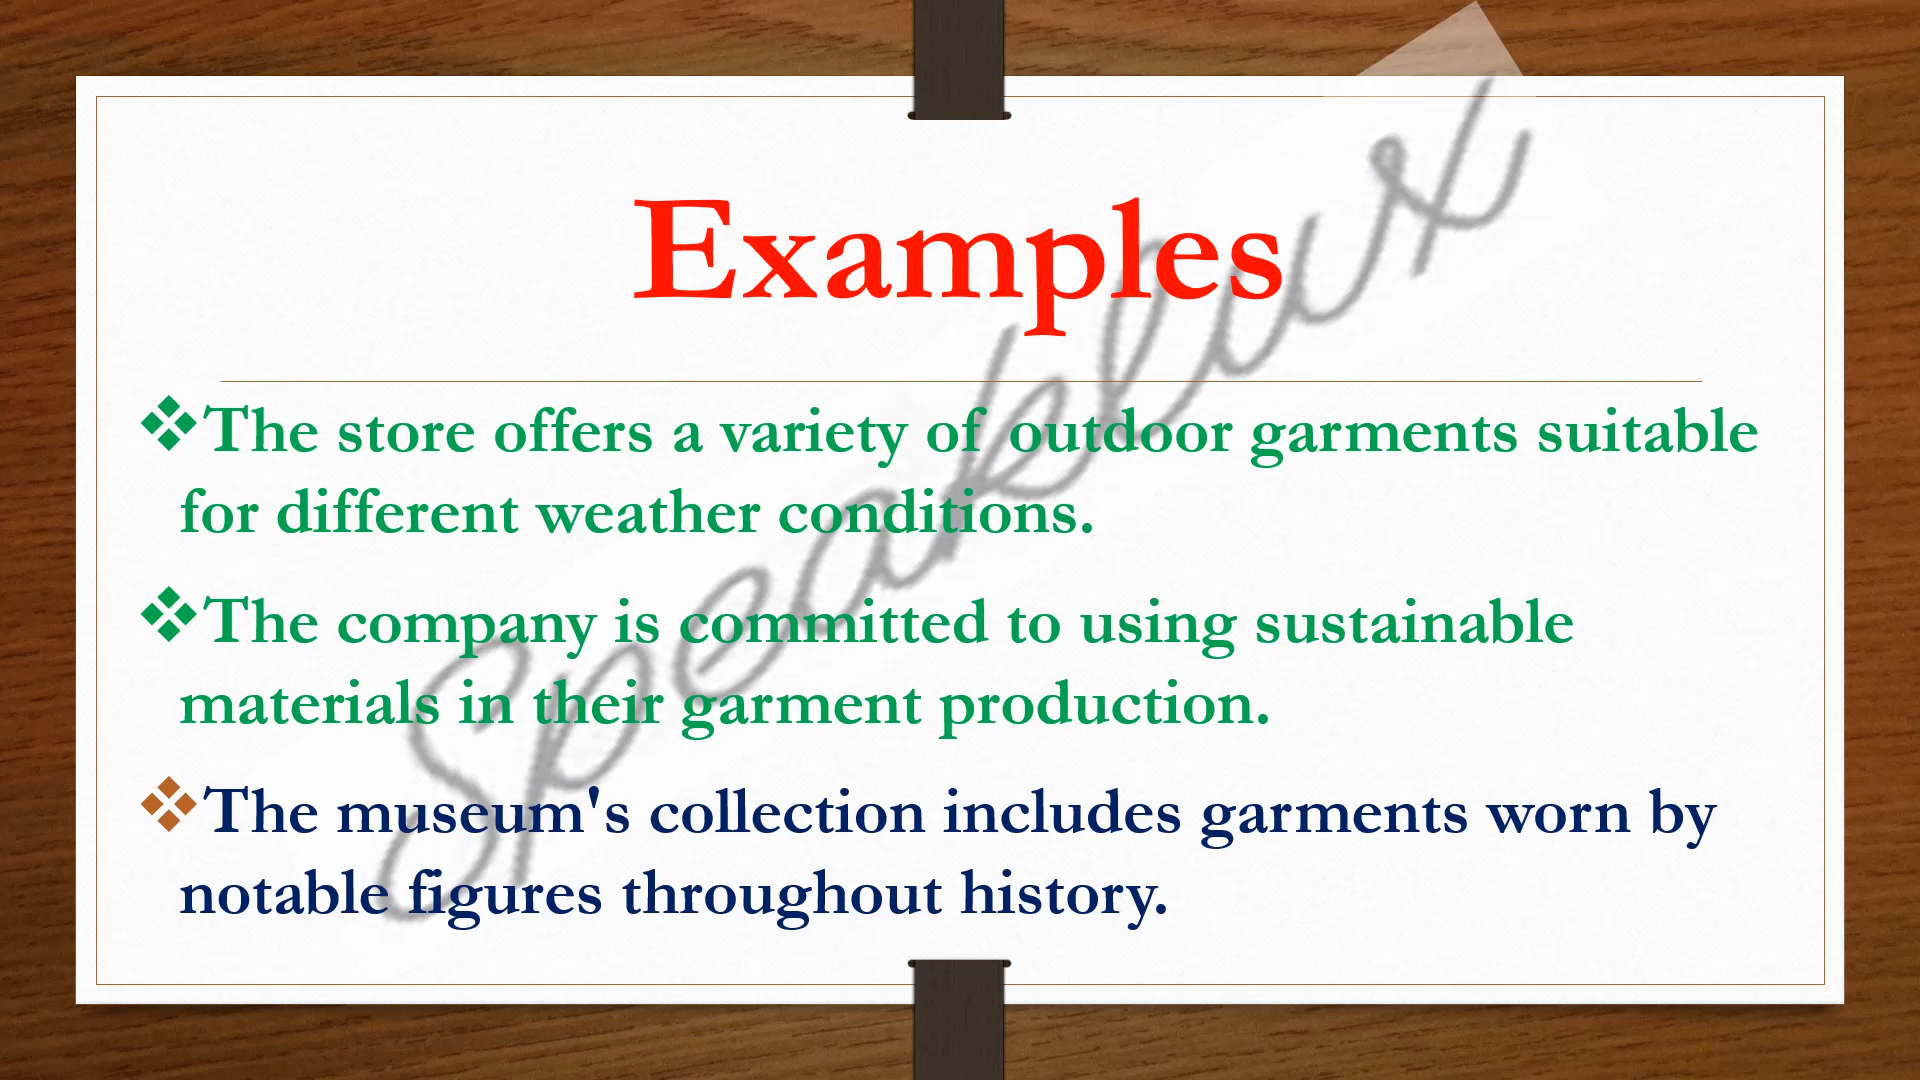 Examples
❖The store offers a variety of outdoor garments suitable
for different weather conditions.
❖The company is committed to using sustainable
materials in their garment production.
❖The museum's collection includes garments worn by
notable figures throughout history.
Speaklux